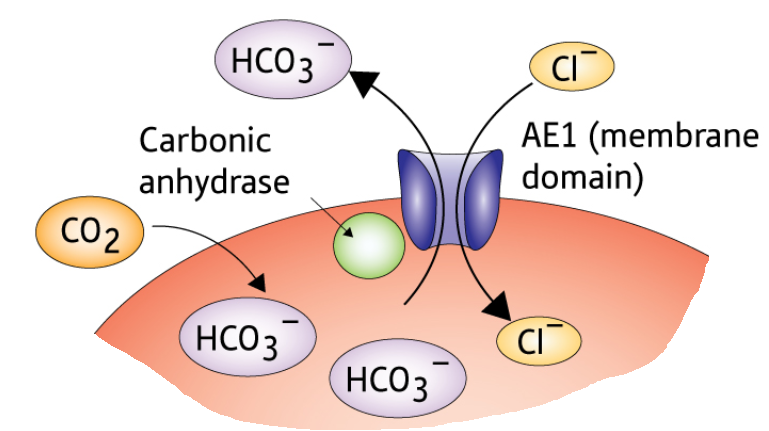 HCO₃⁻
Cl⁻
Carbonic
anhydrase
AE1 (membrane
domain)
CO₂
HCO₃⁻
Cl⁻
HCO₃⁻